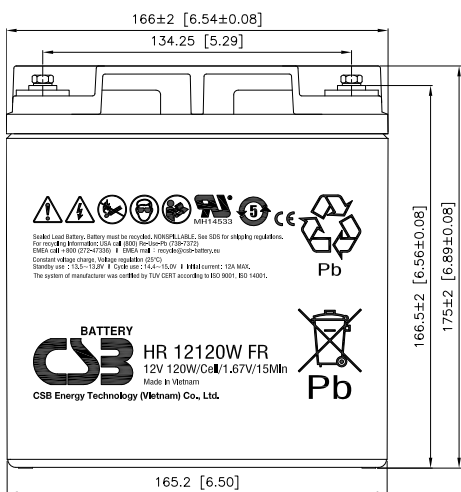 166±2 [6.54±0.08]
134.25 [5.29]
MH14533
5
CE
Sealed Lead Battery. Battery must be recycled. NONSPILLABLE. See SDS for shipping regulations.
For recycling information: USA call (800) Re-Use-Pb (738-7372)
EMEA call +800 (272-47336) II EMEA mail : recycle@csb-battery.eu
Constant voltage charge, Voltage regulation (25°C)
Standby use : 13.5~13.8V II Cycle use : 14.4~15.0V II Initial current : 12A MAX.
The system of manufacturer was certified by TUV CERT according to ISO 9001, ISO 14001.
Pb
166.5±2 [6.56±0.08]
175±2 [6.89±0.08]
BATTERY
CSB
HR 12120W FR
12V 120W/Cell/1.67V/15Min
Made in Vietnam
CSB Energy Technology (Vietnam) Co., Ltd.
Pb
165.2 [6.50]